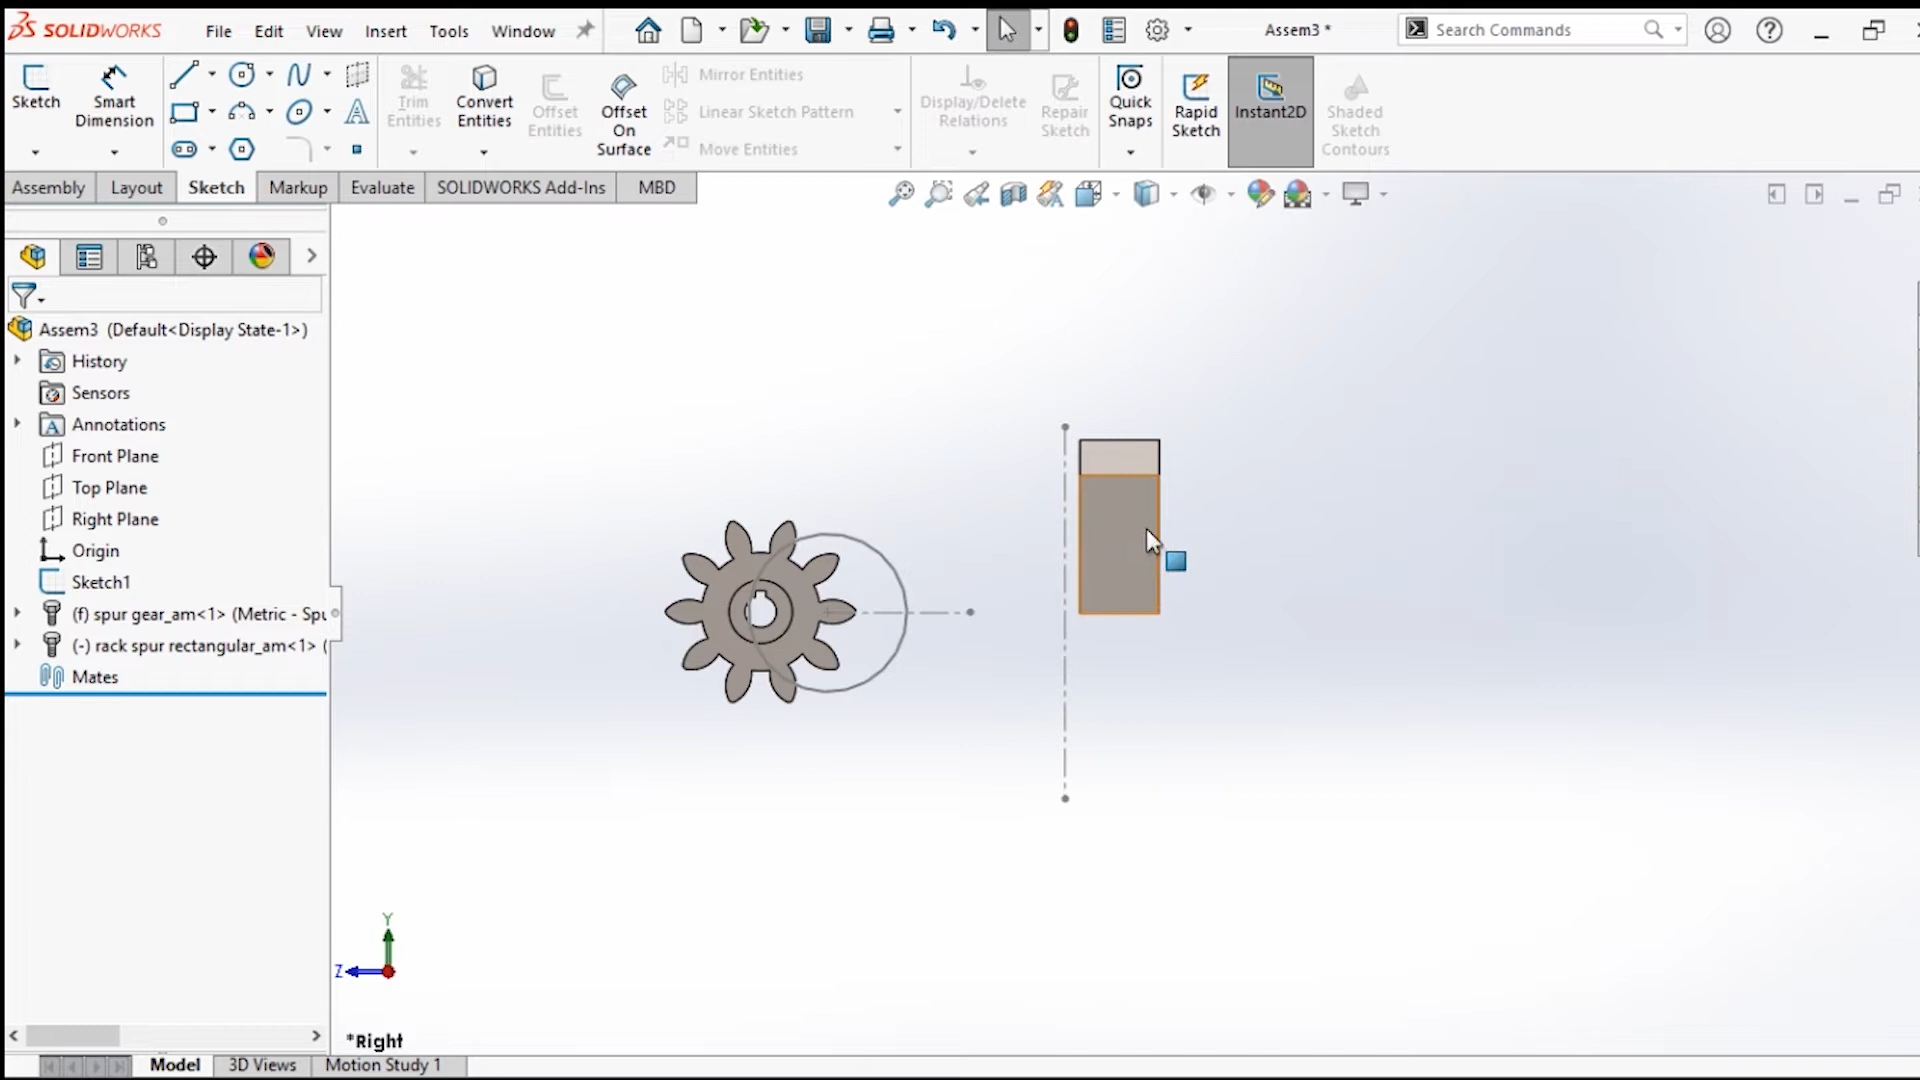 SOLIDWORKS File Edit View Insert Tools Window Assem3 * Search Commands
Sketch
Smart
Dimension
Trim
Entities
Convert
Entities
Offset
Entities
Offset
On
Surface
Mirror Entities
Linear Sketch Pattern
Move Entities
Display/Delete
Relations
Repair
Sketch
Quick
Snaps
Rapid
Sketch
Instant2D
Shaded
Sketch
Contours
Assembly Layout Sketch Markup Evaluate SOLIDWORKS Add-Ins MBD
Assem3 (Default<Display State-1>)
History
Sensors
Annotations
Front Plane
Top Plane
Right Plane
Origin
Sketch1
(f) spur gear_am<1> (Metric - Spu
(-) rack spur rectangular_am<1> (
Mates
Y
Z
*Right
Model 3D Views Motion Study 1